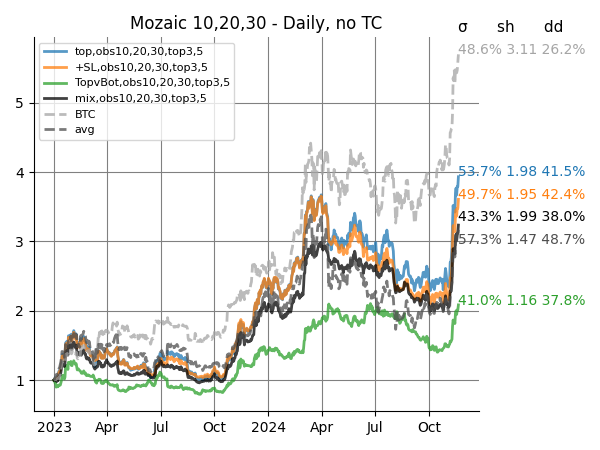 Mozaic 10,20,30 - Daily, no TC
σ sh dd
top,obs10,20,30,top3,5
+SL,obs10,20,30,top3,5
TopvBot,obs10,20,30,top3,5
mix,obs10,20,30,top3,5
BTC
avg
48.6% 3.11 26.2%
53.7% 1.98 41.5%
49.7% 1.95 42.4%
43.3% 1.99 38.0%
57.3% 1.47 48.7%
41.0% 1.16 37.8%
5
4
3
2
1
2023 Apr Jul Oct 2024 Apr Jul Oct